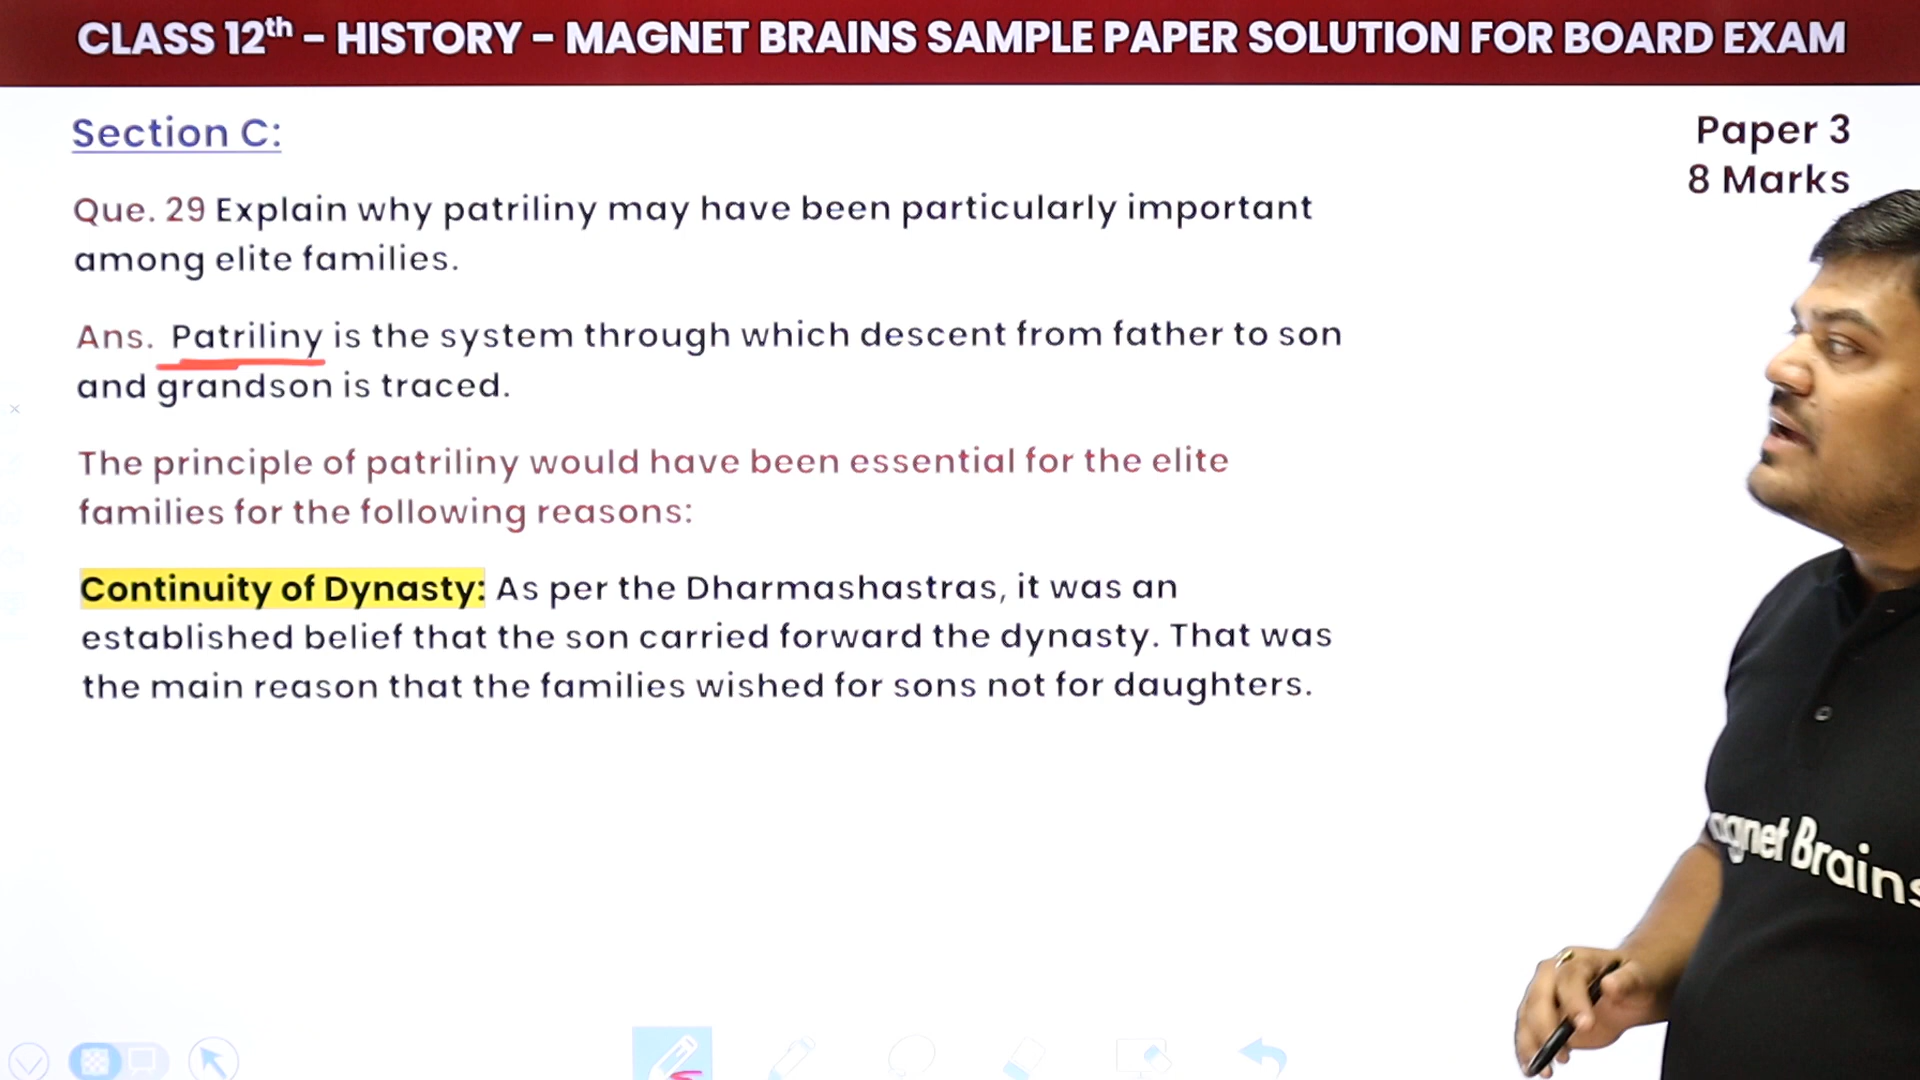 CLASS 12th – HISTORY – MAGNET BRAINS SAMPLE PAPER SOLUTION FOR BOARD EXAM
Section C:
Paper 3
8 Marks
Que. 29 Explain why patriliny may have been particularly important
among elite families.
Ans. Patriliny is the system through which descent from father to son
and grandson is traced.
The principle of patriliny would have been essential for the elite
families for the following reasons:
Continuity of Dynasty: As per the Dharmashastras, it was an
established belief that the son carried forward the dynasty. That was
the main reason that the families wished for sons not for daughters.
agnet Brains